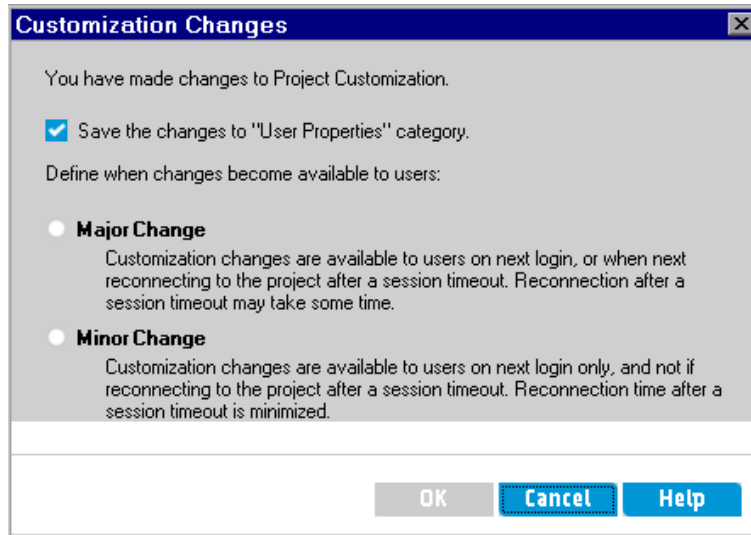 Customization Changes
You have made changes to Project Customization.
Save the changes to "User Properties" category.
Define when changes become available to users:
Major Change
Customization changes are available to users on next login, or when next
reconnecting to the project after a session timeout. Reconnection after a
session timeout may take some time.
Minor Change
Customization changes are available to users on next login only, and not if
reconnecting to the project after a session timeout. Reconnection time after a
session timeout is minimized.
OK Cancel Help